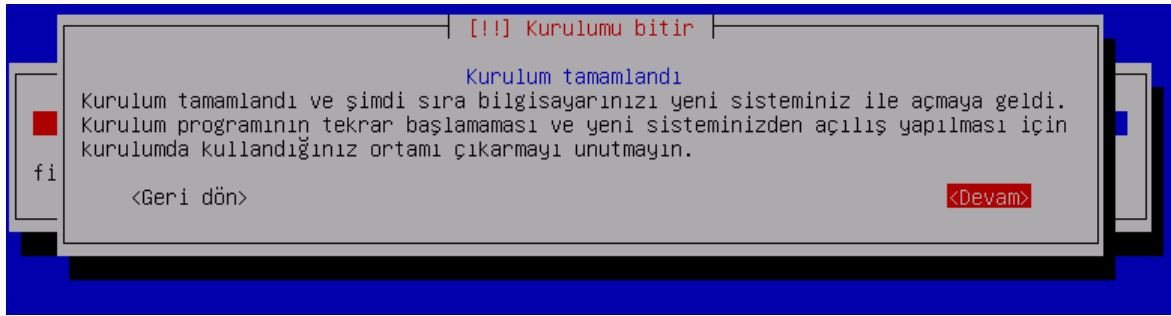 [!!] Kurulumu bitir
Kurulum tamamlandı
Kurulum tamamlandı ve şimdi sıra bilgisayarınızı yeni sisteminiz ile açmaya geldi.
Kurulum programının tekrar başlamaması ve yeni sisteminizden açılış yapılması için
kurulumda kullandığınız ortamı çıkarmayı unutmayın.
fi
<Geri dön> <Devam>